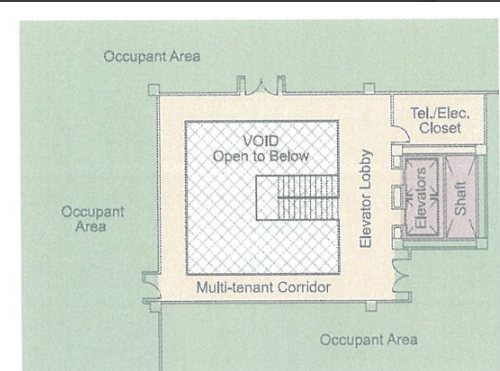 Occupant Area
Tel./Elec.
Closet
VOID
Open to Below
Elevator Lobby
Elevators
Shaft
Occupant
Area
Multi-tenant Corridor
Occupant Area